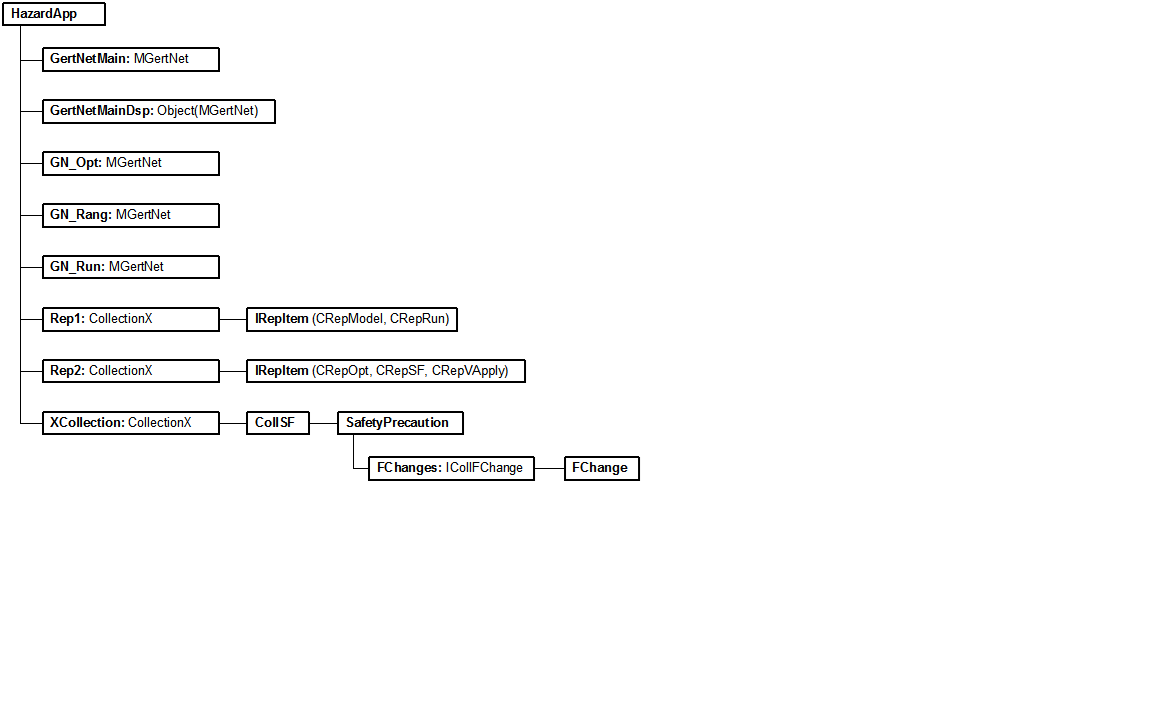 HazardApp
GertNetMain: MGertNet
GertNetMainDsp: Object(MGertNet)
GN_Opt: MGertNet
GN_Rang: MGertNet
GN_Run: MGertNet
Rep1: CollectionX IRepItem (CRepModel, CRepRun)
Rep2: CollectionX IRepItem (CRepOpt, CRepSF, CRepVApply)
XCollection: CollectionX CollSF SafetyPrecaution
FChanges: ICollFChange FChange